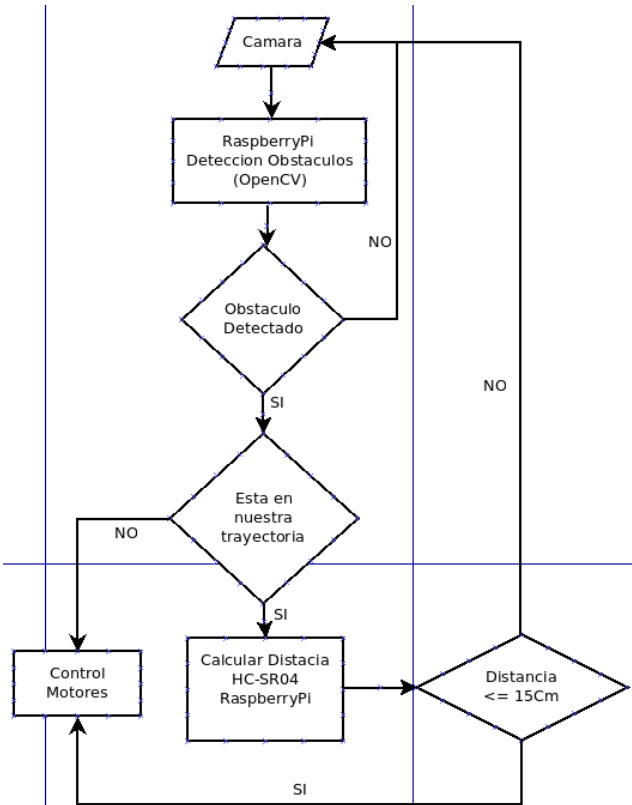 Camara
RaspberryPi
Deteccion Obstaculos
(OpenCV)
NO
Obstaculo
Detectado
SI
NO
Esta en
nuestra
trayectoria
NO
SI
Control
Motores
Calcular Distacia
HC-SR04
RaspberryPi
Distancia
<= 15Cm
SI